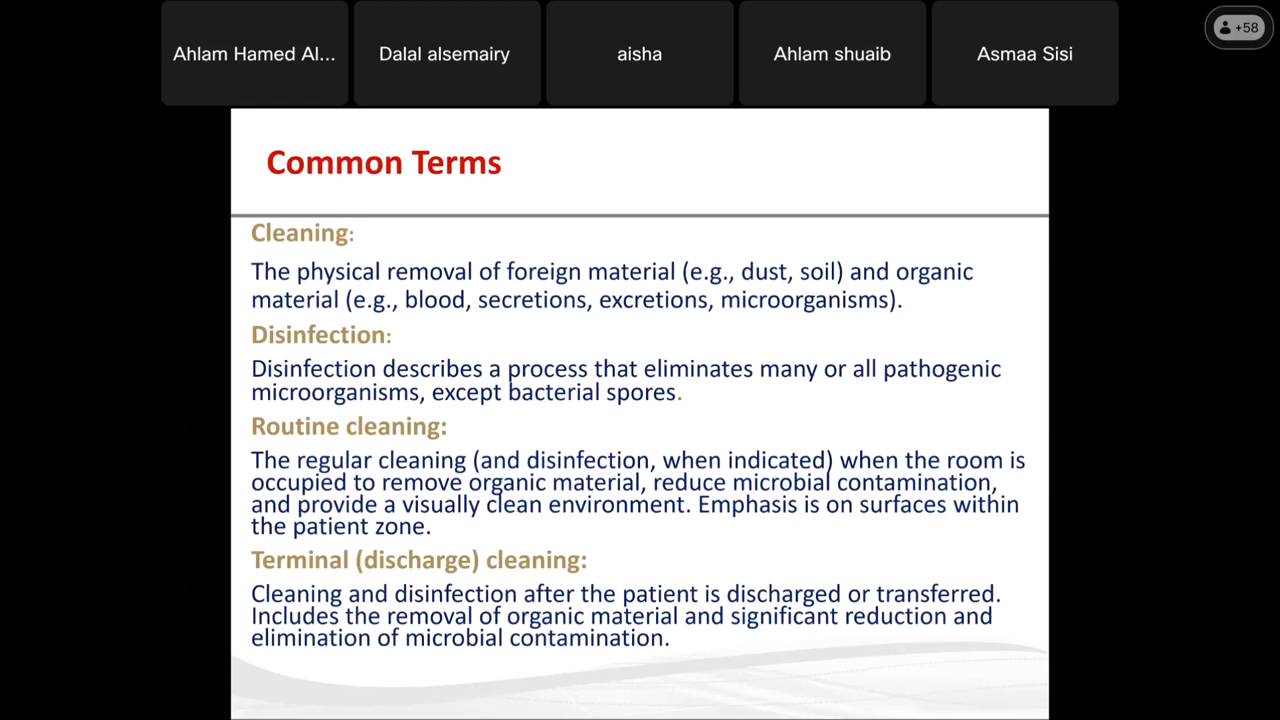 Ahlam Hamed Al...
Dalal alsemairy
aisha
Ahlam shuaib
Asmaa Sisi
+58
Common Terms
Cleaning:
The physical removal of foreign material (e.g., dust, soil) and organic
material (e.g., blood, secretions, excretions, microorganisms).
Disinfection:
Disinfection describes a process that eliminates many or all pathogenic
microorganisms, except bacterial spores.
Routine cleaning:
The regular cleaning (and disinfection, when indicated) when the room is
occupied to remove organic material, reduce microbial contamination,
and provide a visually clean environment. Emphasis is on surfaces within
the patient zone.
Terminal (discharge) cleaning:
Cleaning and disinfection after the patient is discharged or transferred.
Includes the removal of organic material and significant reduction and
elimination of microbial contamination.